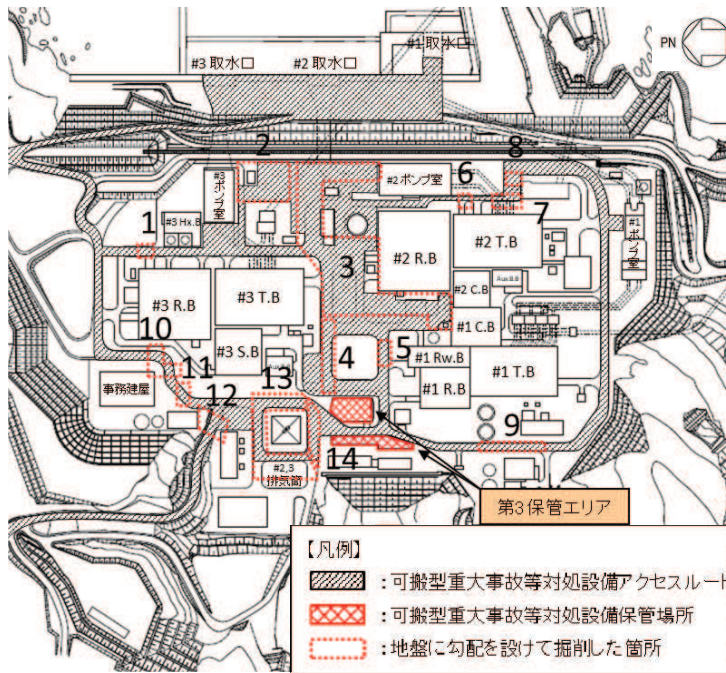 #1 取水口
PN
#3 取水口
#2 取水口
2
8
#3
ポンプ室
#2 ポンプ室
6
7
1
#3 Hx.B
#1
ポンプ室
#2 T.B
#2 R.B
3
#3 R.B
#3 T.B
#2 C.B
#1 C.B
10
#3 S.B
4
5
#1 Rw.B
#1 T.B
#1 R.B
11
13
事務建屋
12
9
14
#2,3
排気筒
第3保管エリア
【凡例】
:可搬型重大事故等対処設備アクセスルート
:可搬型重大事故等対処設備保管場所
:地盤に勾配を設けて掘削した箇所